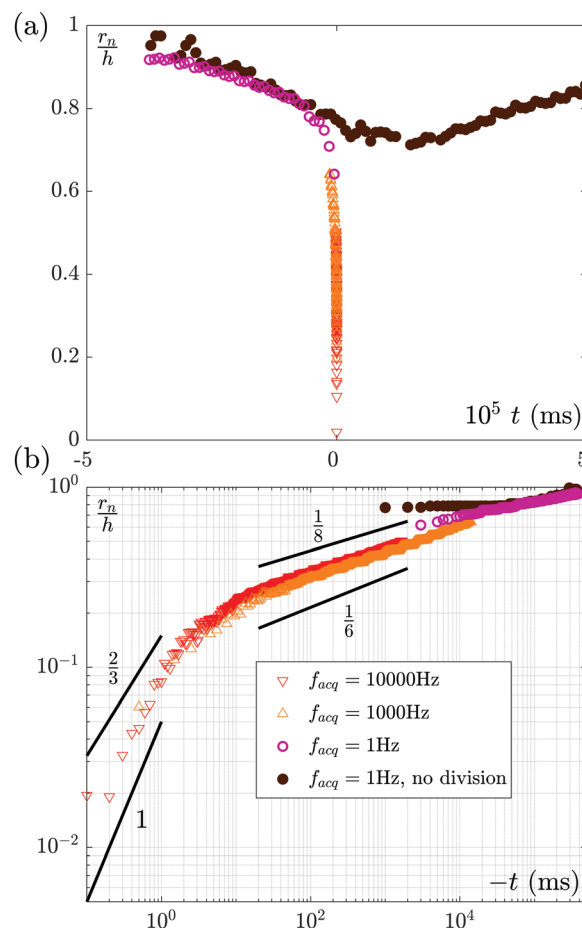 (a)
r_n/h
1
0.8
0.6
0.4
0.2
0
-5
0
5
10^5 t (ms)
(b)
r_n/h
10^0
1/8
1/6
10^-1
2/3
f_acq = 10000Hz
f_acq = 1000Hz
f_acq = 1Hz
f_acq = 1Hz, no division
1
10^-2
-t (ms)
10^0
10^2
10^4